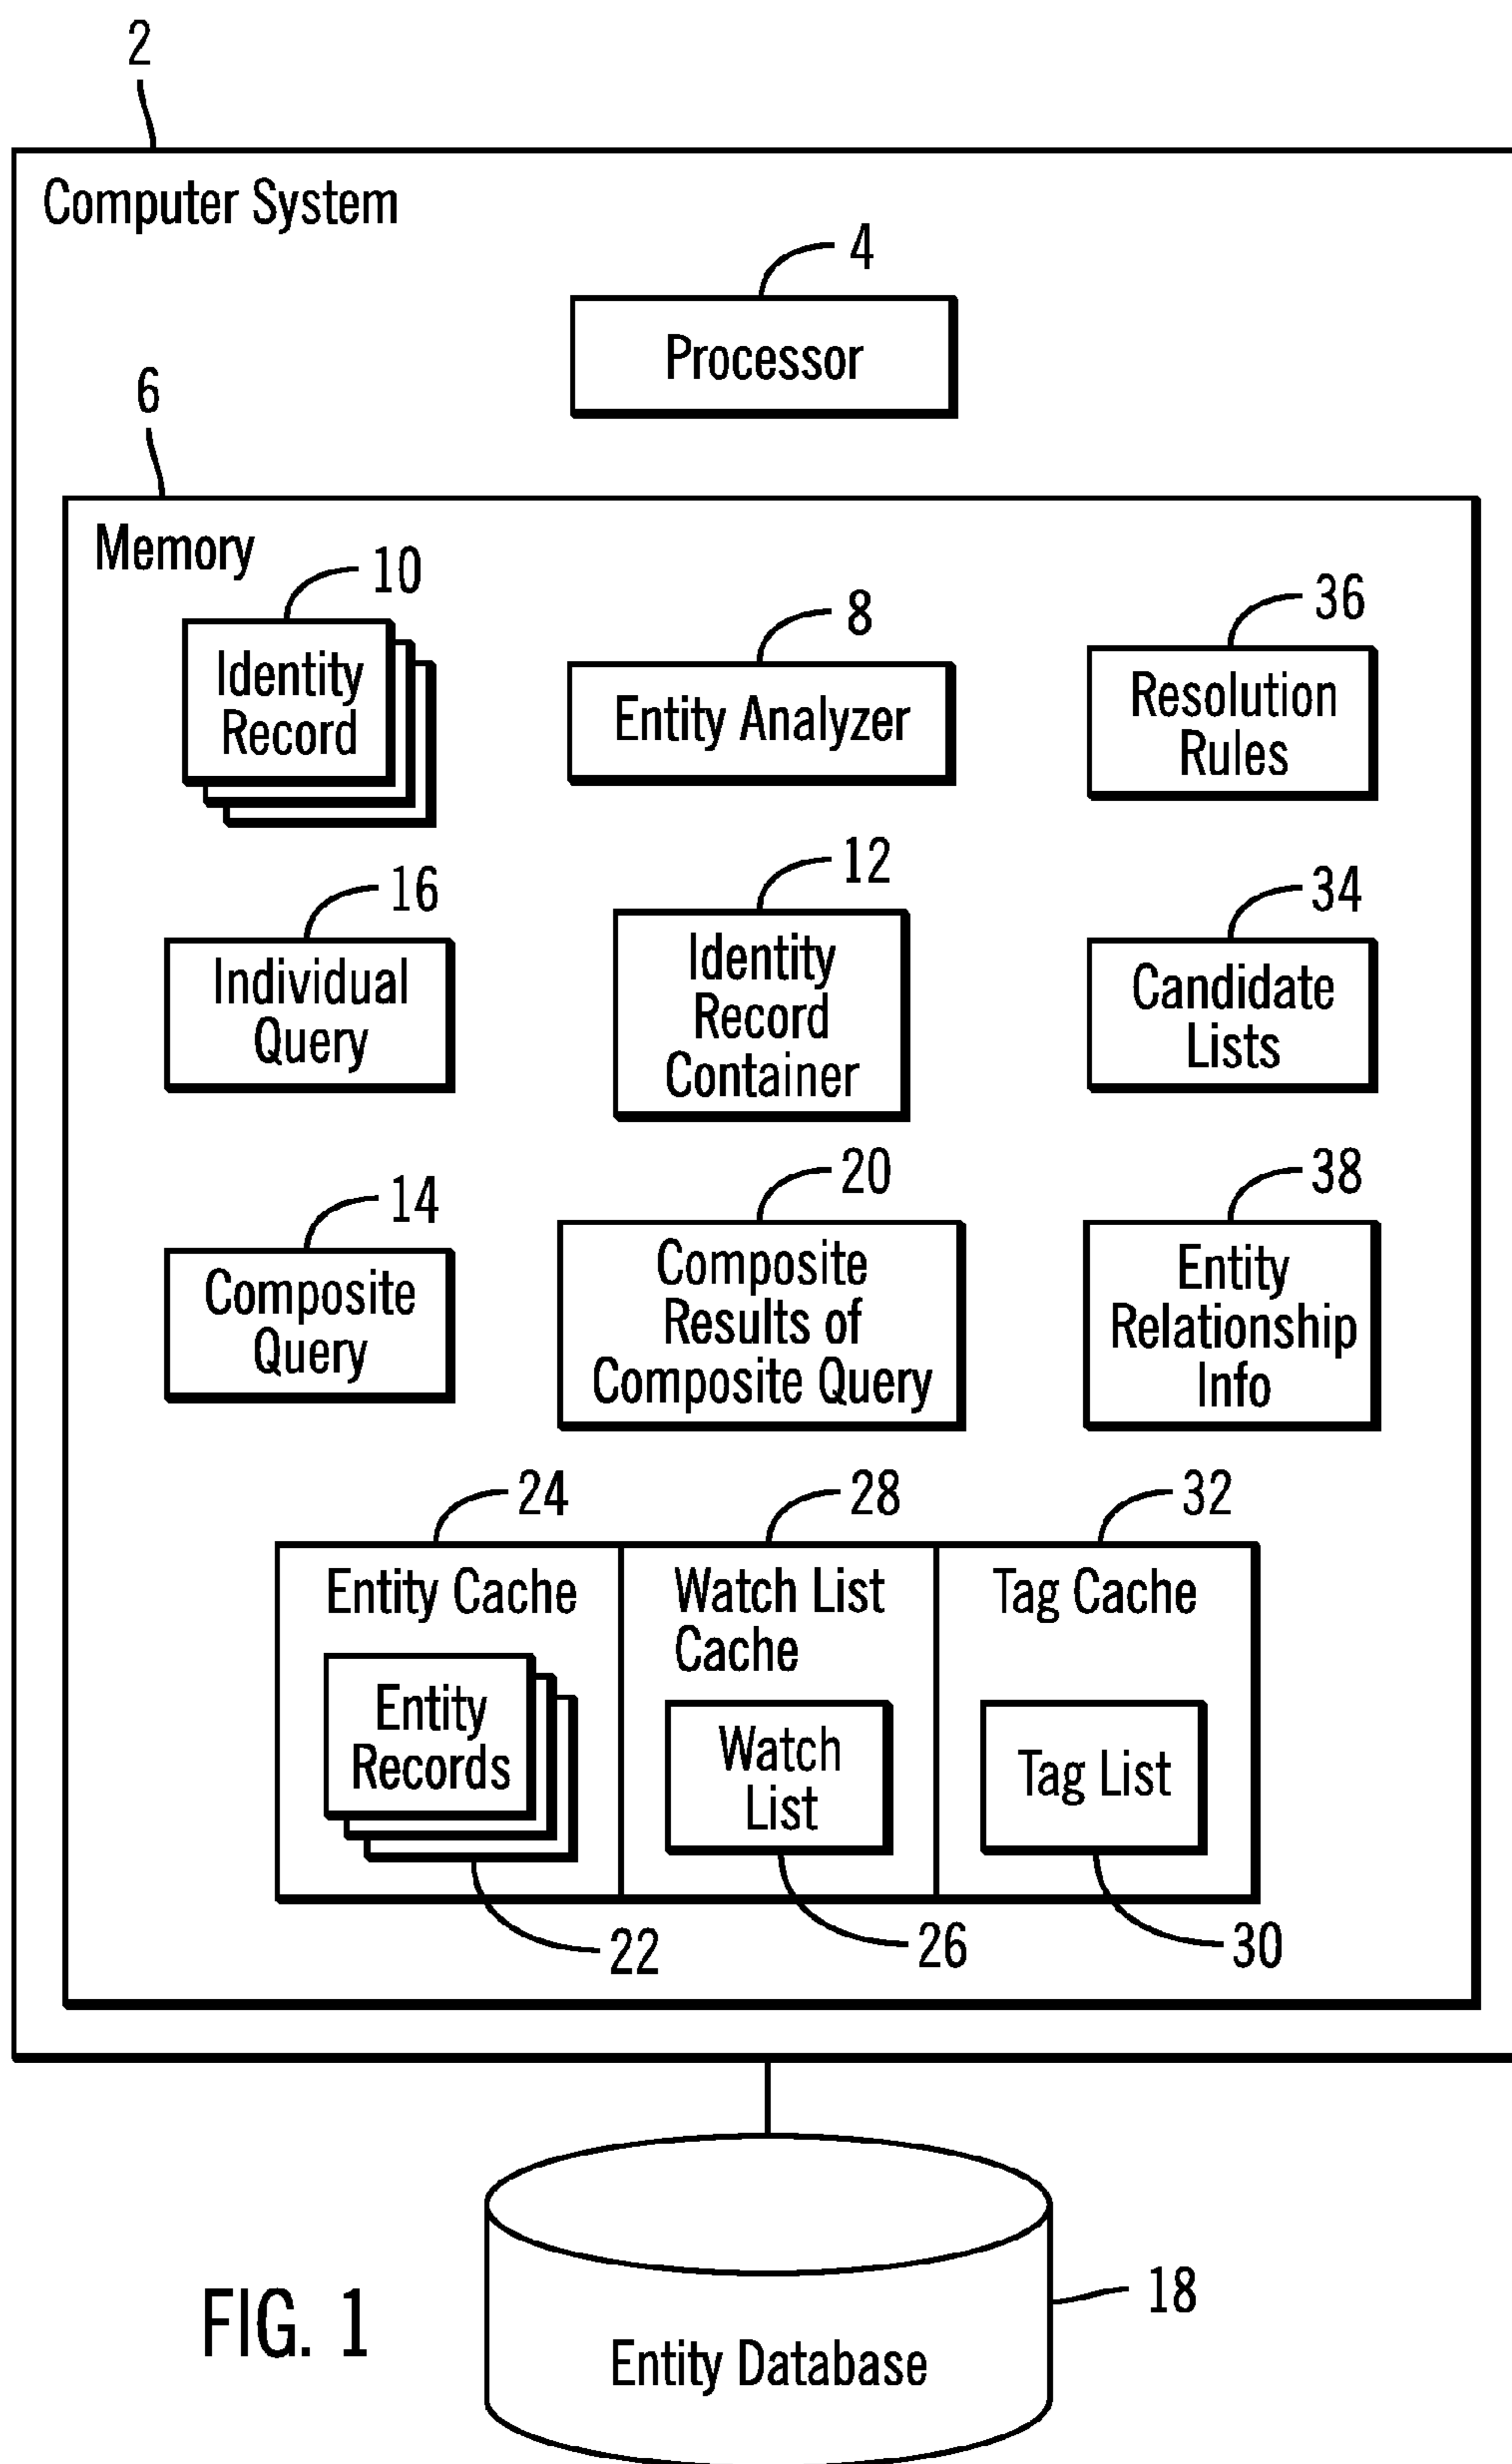 2
Computer System
4
Processor
6
Memory
10
Identity
Record
8
Entity Analyzer
36
Resolution
Rules
16
Individual
Query
12
Identity
Record
Container
34
Candidate
Lists
14
Composite
Query
20
Composite
Results of
Composite Query
38
Entity
Relationship
Info
24
Entity Cache
Entity
Records
22
28
Watch List
Cache
Watch
List
26
32
Tag Cache
Tag List
30
18
Entity Database
FIG. 1